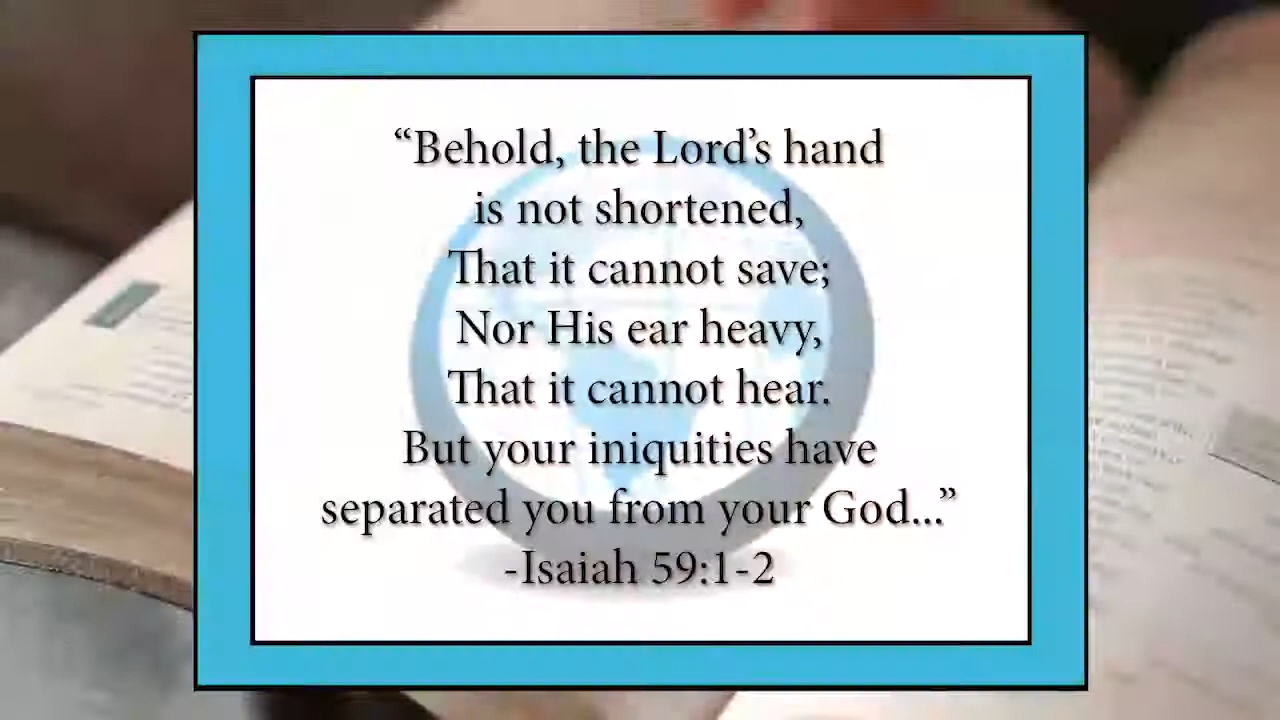 “Behold, the Lord’s hand
is not shortened,
That it cannot save;
Nor His ear heavy,
That it cannot hear.
But your iniquities have
separated you from your God...”
-Isaiah 59:1-2